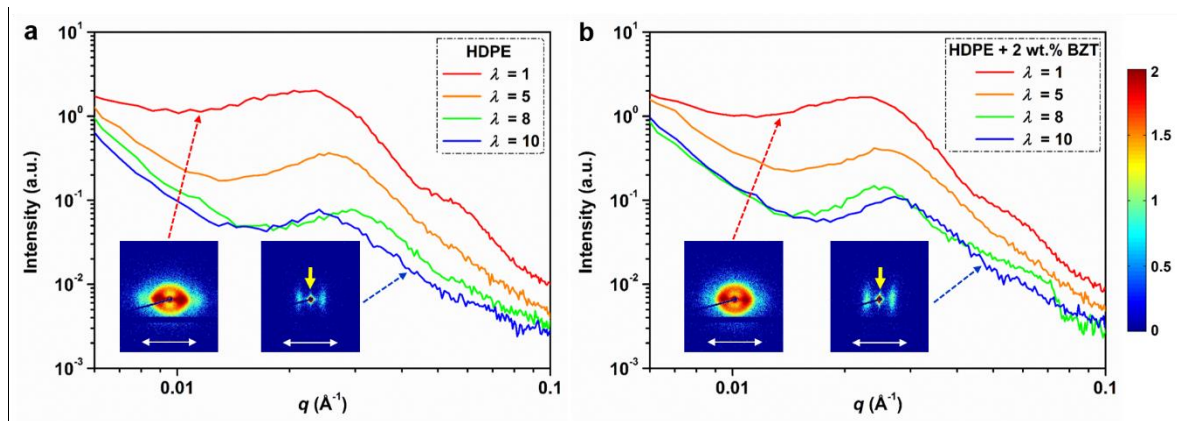 a
10¹
10⁰
10⁻¹
10⁻²
10⁻³
Intensity (a.u.)
HDPE
λ = 1
λ = 5
λ = 8
λ = 10
0.01
0.1
q (Å⁻¹)
b
10¹
10⁰
10⁻¹
10⁻²
10⁻³
Intensity (a.u.)
HDPE + 2 wt.% BZT
λ = 1
λ = 5
λ = 8
λ = 10
0.01
0.1
q (Å⁻¹)
2
1.5
1
0.5
0